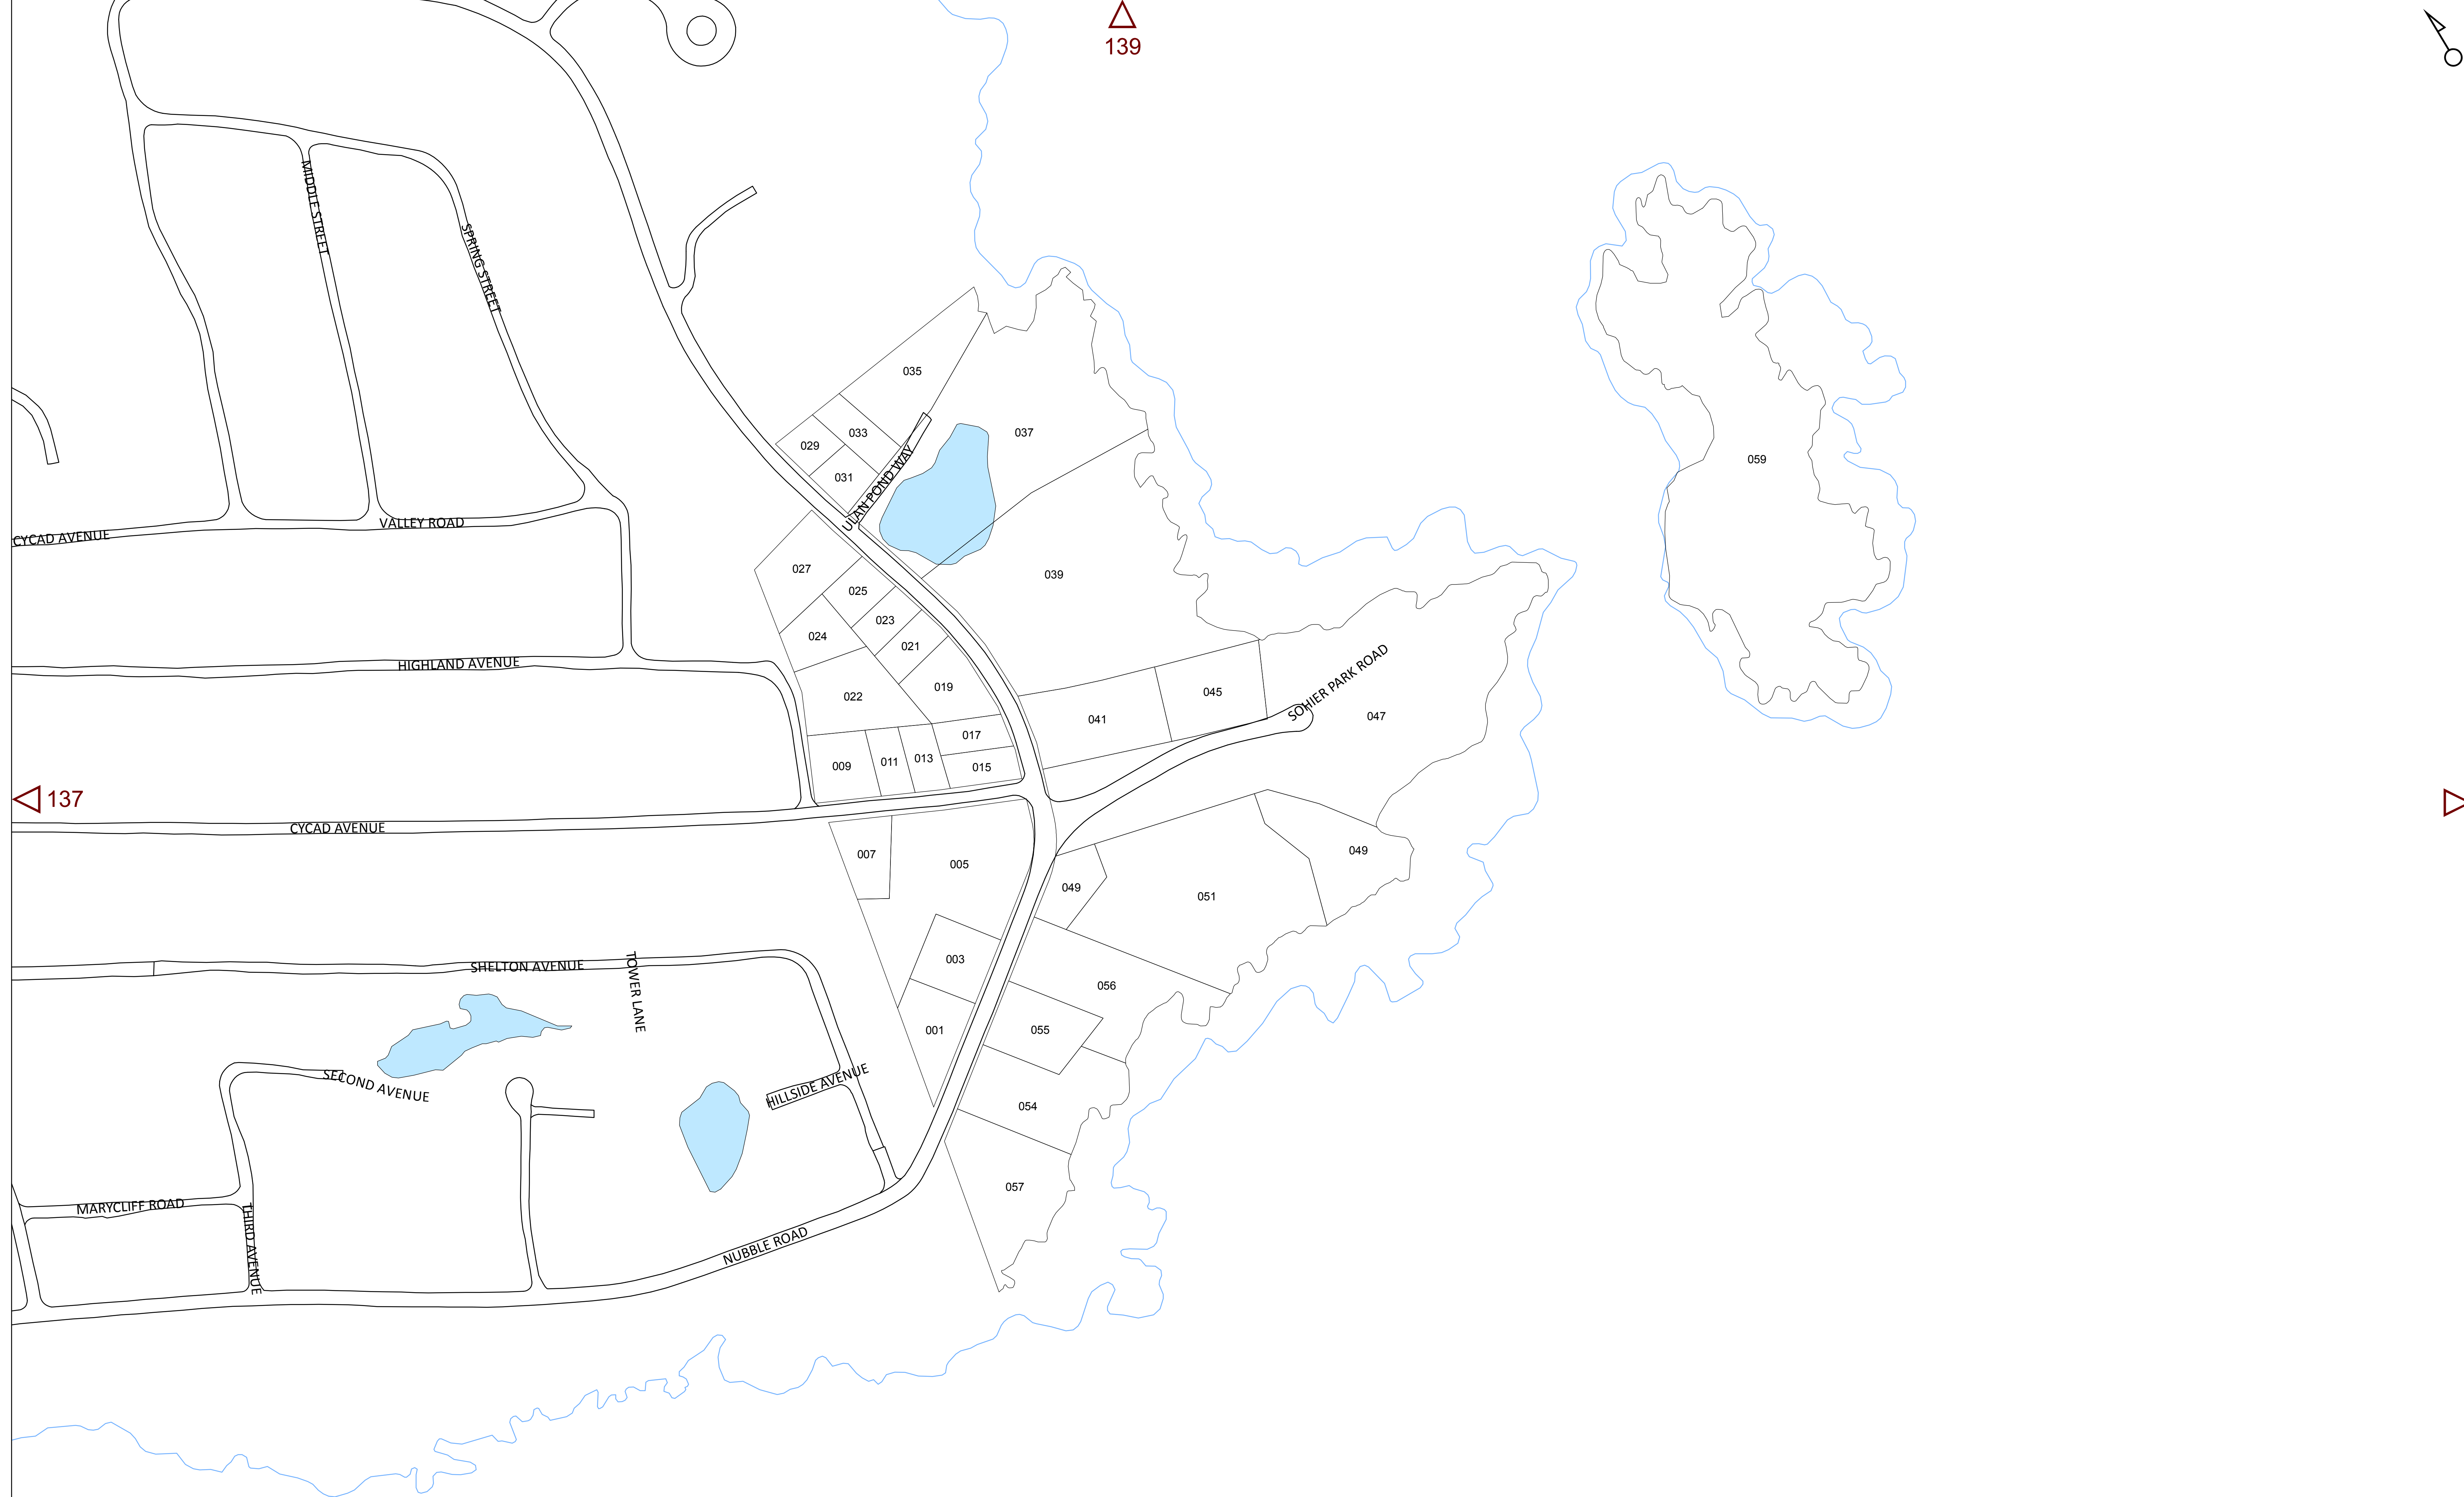 139
MIDDLE STREET
SPRING STREET
035
037
033
029
031
059
ULAN POND WAY
VALLEY ROAD
CYCAD AVENUE
027
039
025
023
024
021
HIGHLAND AVENUE
SOHIER PARK ROAD
019
045
022
041
047
017
009
011
013
015
137
CYCAD AVENUE
007
005
049
049
051
003
SHELTON AVENUE
TOWER LANE
056
001
055
SECOND AVENUE
HILLSIDE AVENUE
054
057
MARYCLIFF ROAD
THIRD AVENUE
NUBBLE ROAD